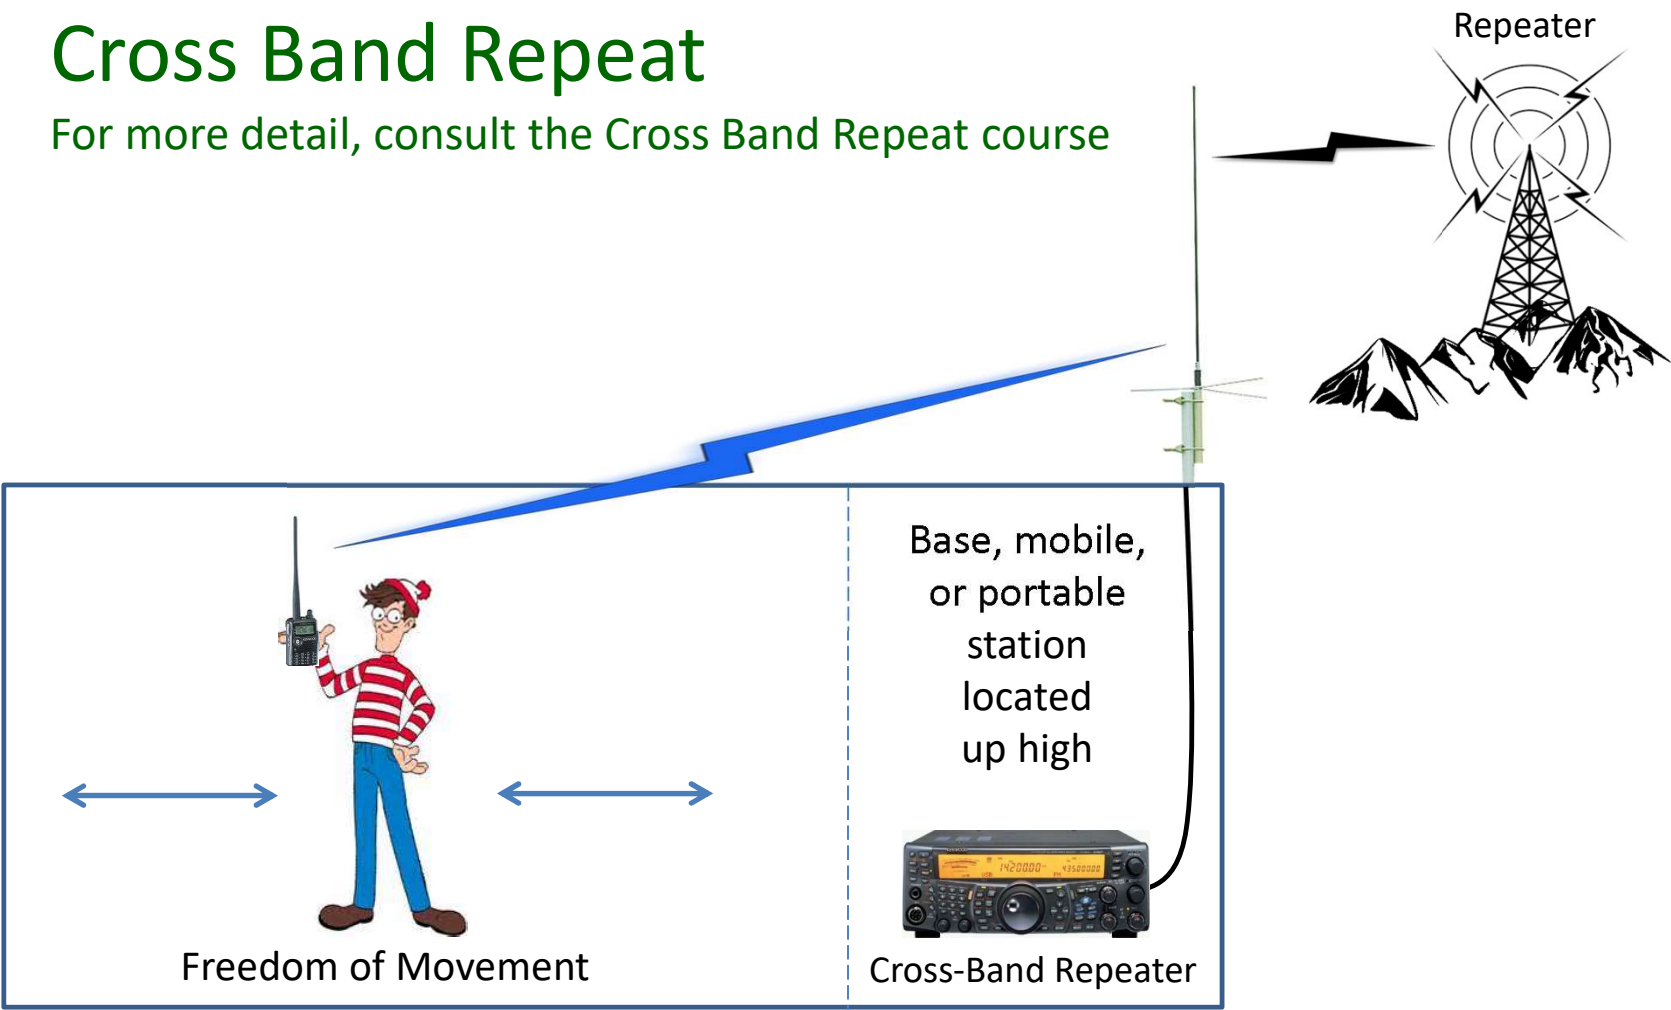 Cross Band Repeat
For more detail, consult the Cross Band Repeat course
Repeater
Base, mobile,
or portable
station
located
up high
Freedom of Movement
Cross-Band Repeater